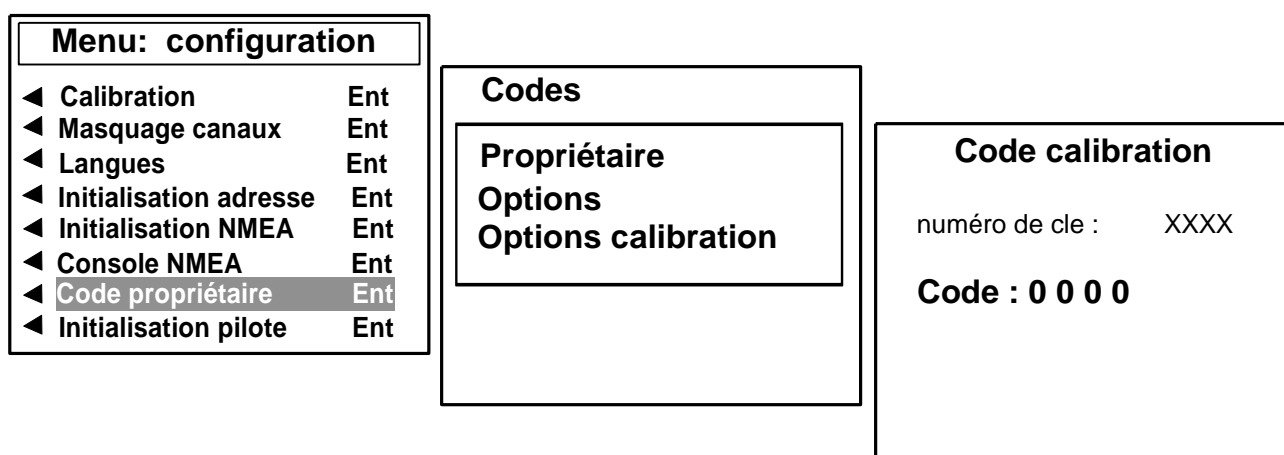 Menu: configuration
Calibration Ent
Masquage canaux Ent
Langues Ent
Initialisation adresse Ent
Initialisation NMEA Ent
Console NMEA Ent
Code propriétaire Ent
Initialisation pilote Ent
Codes
Propriétaire
Options
Options calibration
Code calibration
numéro de cle : XXXX
Code : 0 0 0 0